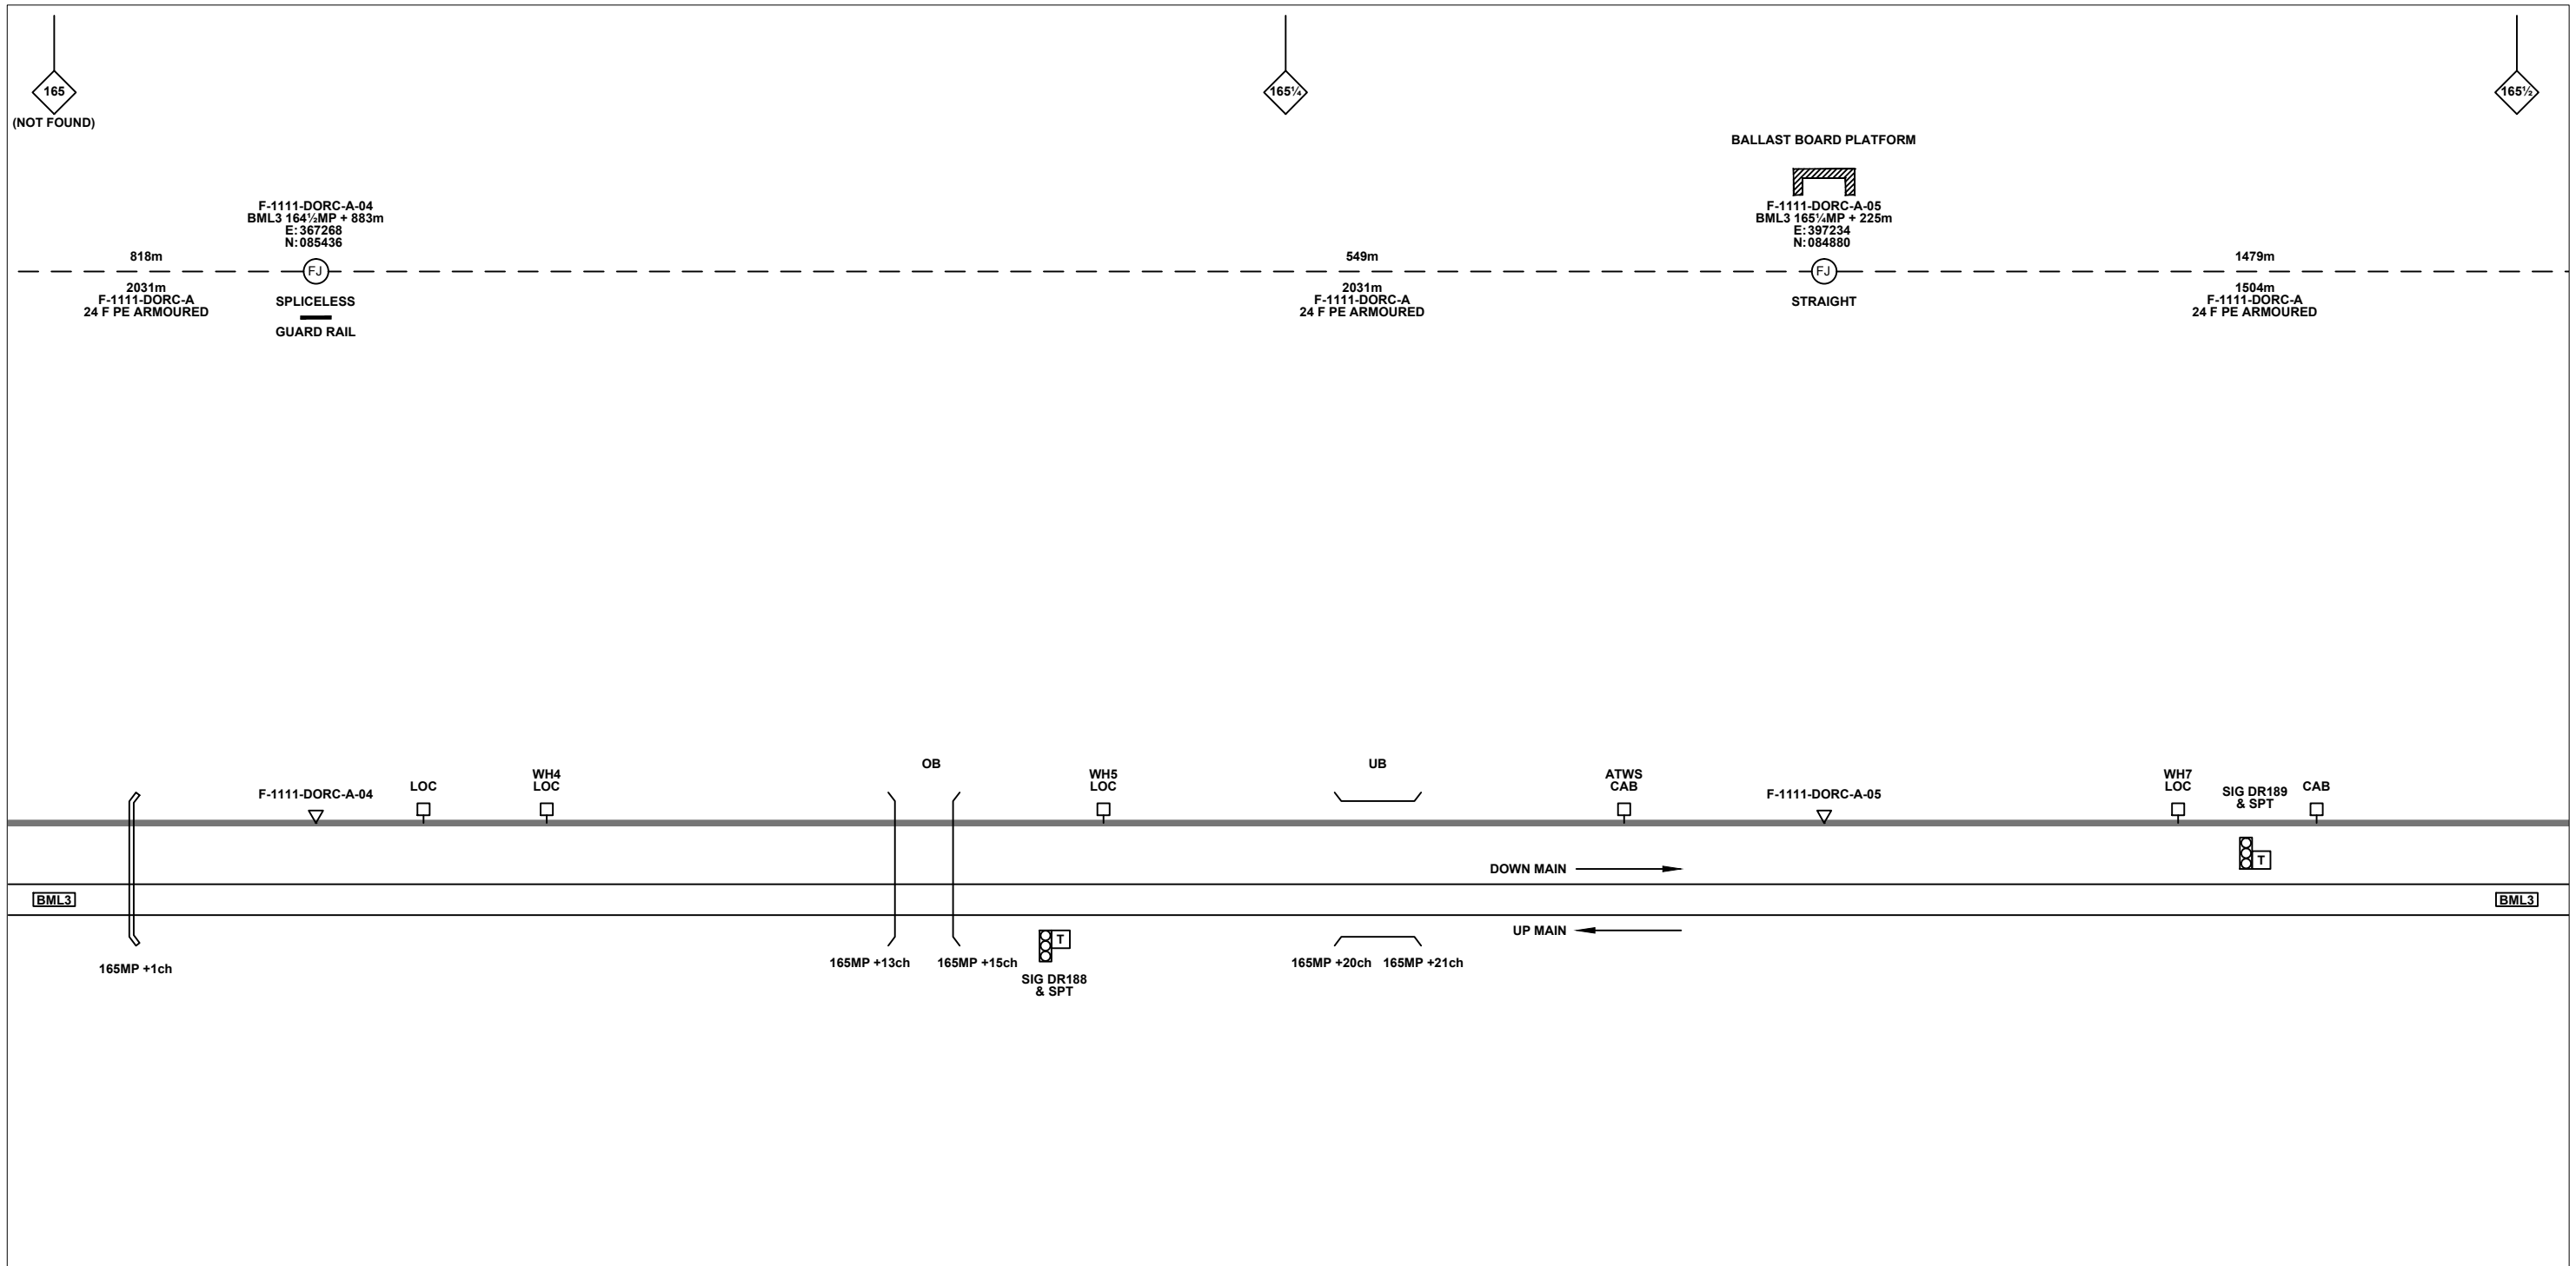 165
(NOT FOUND)
165¼
165½
BALLAST BOARD PLATFORM
F-1111-DORC-A-04
BML3 164½MP + 883m
E:367268
N:085436
F-1111-DORC-A-05
BML3 165¼MP + 225m
E:397234
N:084880
818m
FJ
549m
FJ
1479m
2031m
F-1111-DORC-A
24 F PE ARMOURED
SPLICELESS
GUARD RAIL
2031m
F-1111-DORC-A
24 F PE ARMOURED
STRAIGHT
1504m
F-1111-DORC-A
24 F PE ARMOURED
F-1111-DORC-A-04
LOC
WH4
LOC
OB
WH5
LOC
UB
ATWS
CAB
F-1111-DORC-A-05
WH7
LOC
SIG DR189
& SPT
CAB
T
DOWN MAIN
BML3
BML3
UP MAIN
T
165MP +1ch
165MP +13ch
165MP +15ch
SIG DR188
& SPT
165MP +20ch
165MP +21ch